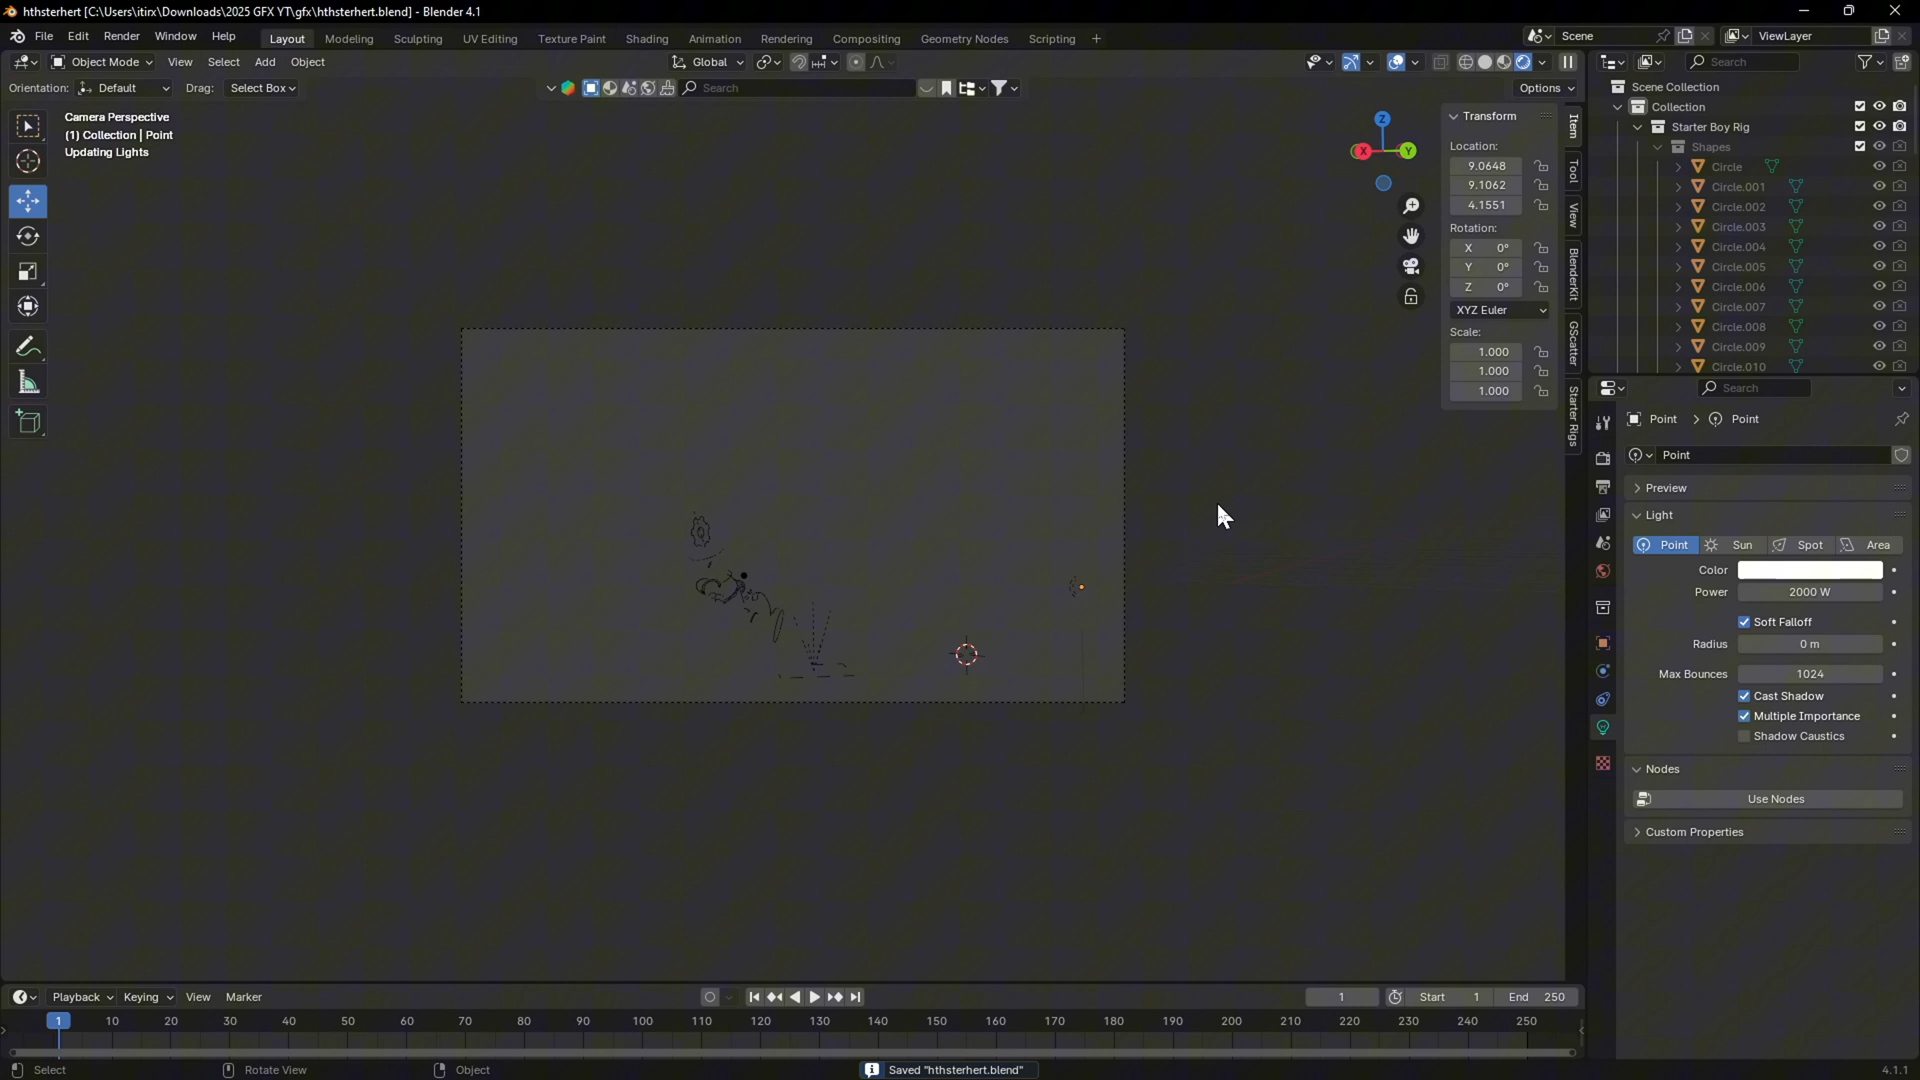 hthsterhert [C:\Users\itirx\Downloads\2025 GFX YT\gfx\hthsterhert.blend] - Blender 4.1
File Edit Render Window Help Layout Modeling Sculpting UV Editing Texture Paint Shading Animation Rendering Compositing Geometry Nodes Scripting + Scene ViewLayer
Object Mode View Select Add Object Global Search
Orientation: Default Drag: Select Box Search Options
Camera Perspective
(1) Collection | Point
Updating Lights
Z
X
Y
Transform
Location:
9.0648
9.1062
4.1551
Rotation:
X 0°
Y 0°
Z 0°
XYZ Euler
Scale:
1.000
1.000
1.000
Item
Tool
View
BlenderKit
GScatter
Starter Rigs
Scene Collection
Collection
Starter Boy Rig
Shapes
Circle
Circle.001
Circle.002
Circle.003
Circle.004
Circle.005
Circle.006
Circle.007
Circle.008
Circle.009
Circle.010
Search
Point > Point
Point
Preview
Light
Point Sun Spot Area
Color
Power 2000 W
Soft Falloff
Radius 0 m
Max Bounces 1024
Cast Shadow
Multiple Importance
Shadow Caustics
Nodes
Use Nodes
Custom Properties
Playback Keying View Marker 1 Start 1 End 250
1 10 20 30 40 50 60 70 80 90 100 110 120 130 140 150 160 170 180 190 200 210 220 230 240 250
Select Rotate View Object Saved "hthsterhert.blend" 4.1.1